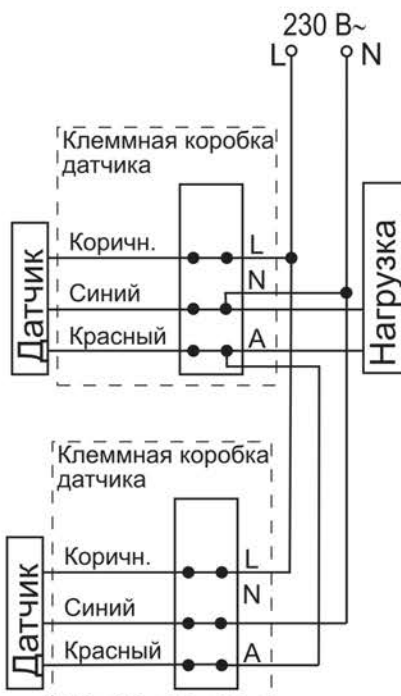 230 В~
L N
Клеммная коробка
датчика
Датчик
Коричн.
L
N
Синий
Красный
A
Нагрузка
Клеммная коробка
датчика
Датчик
Коричн.
L
N
Синий
Красный
A